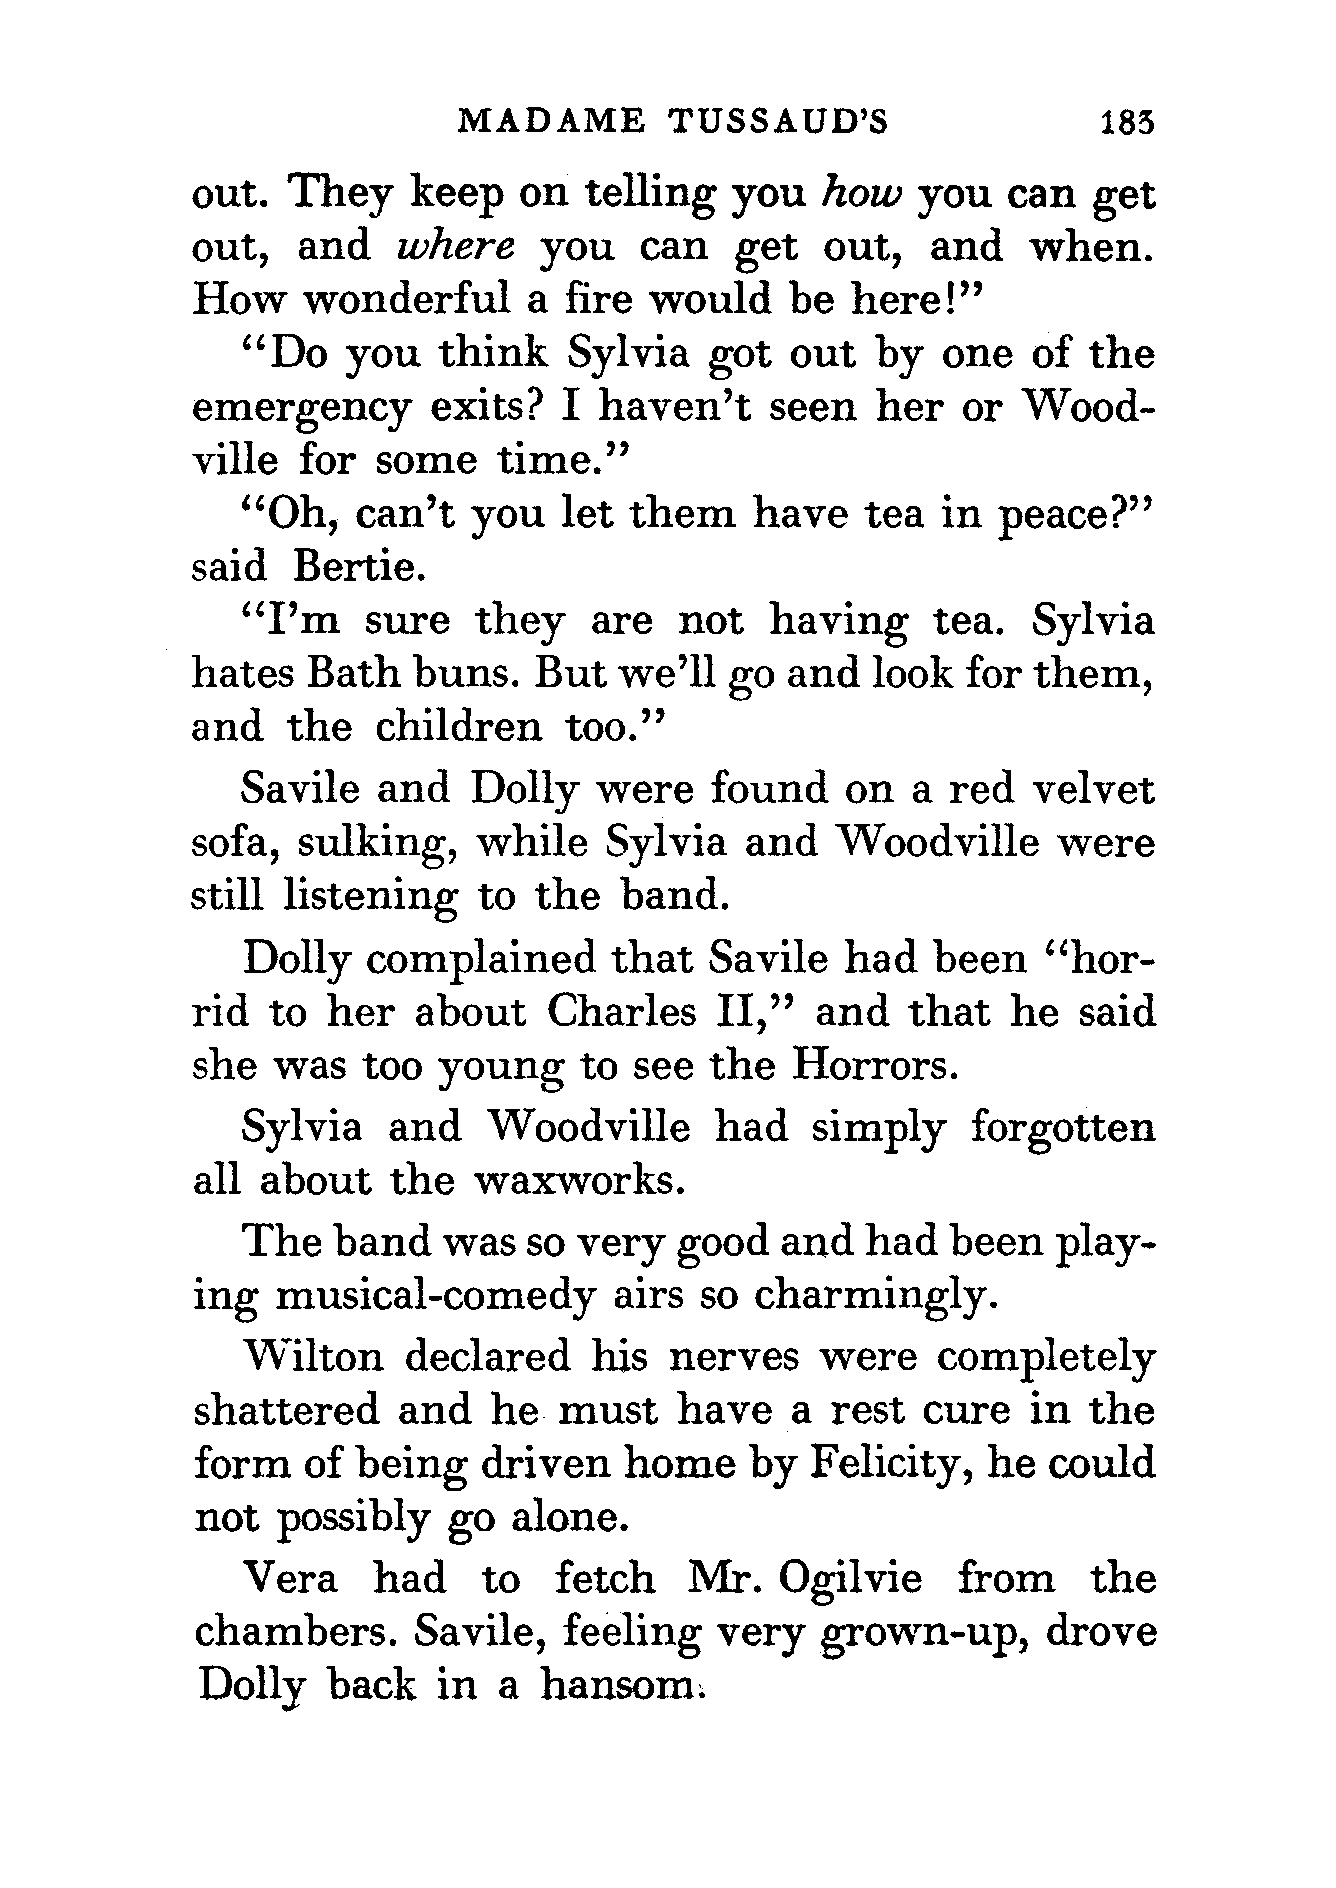 MADAME TUSSAUD'S 183
out. They keep on telling you how you can get
out, and where you can get out, and when.
How wonderful a fire would be here!”
“Do you think Sylvia got out by one of the
emergency exits? I haven't seen her or Wood-
ville for some time.”
“Oh, can't you let them have tea in peace?”
said Bertie.
“I'm sure they are not having tea. Sylvia
hates Bath buns. But we'll go and look for them,
and the children too.”
Savile and Dolly were found on a red velvet
sofa, sulking, while Sylvia and Woodville were
still listening to the band.
Dolly complained that Savile had been “hor-
rid to her about Charles II,” and that he said
she was too young to see the Horrors.
Sylvia and Woodville had simply forgotten
all about the waxworks.
The band was so very good and had been play-
ing musical-comedy airs so charmingly.
Wilton declared his nerves were completely
shattered and he must have a rest cure in the
form of being driven home by Felicity, he could
not possibly go alone.
Vera had to fetch Mr. Ogilvie from the
chambers. Savile, feeling very grown-up, drove
Dolly back in a hansom.